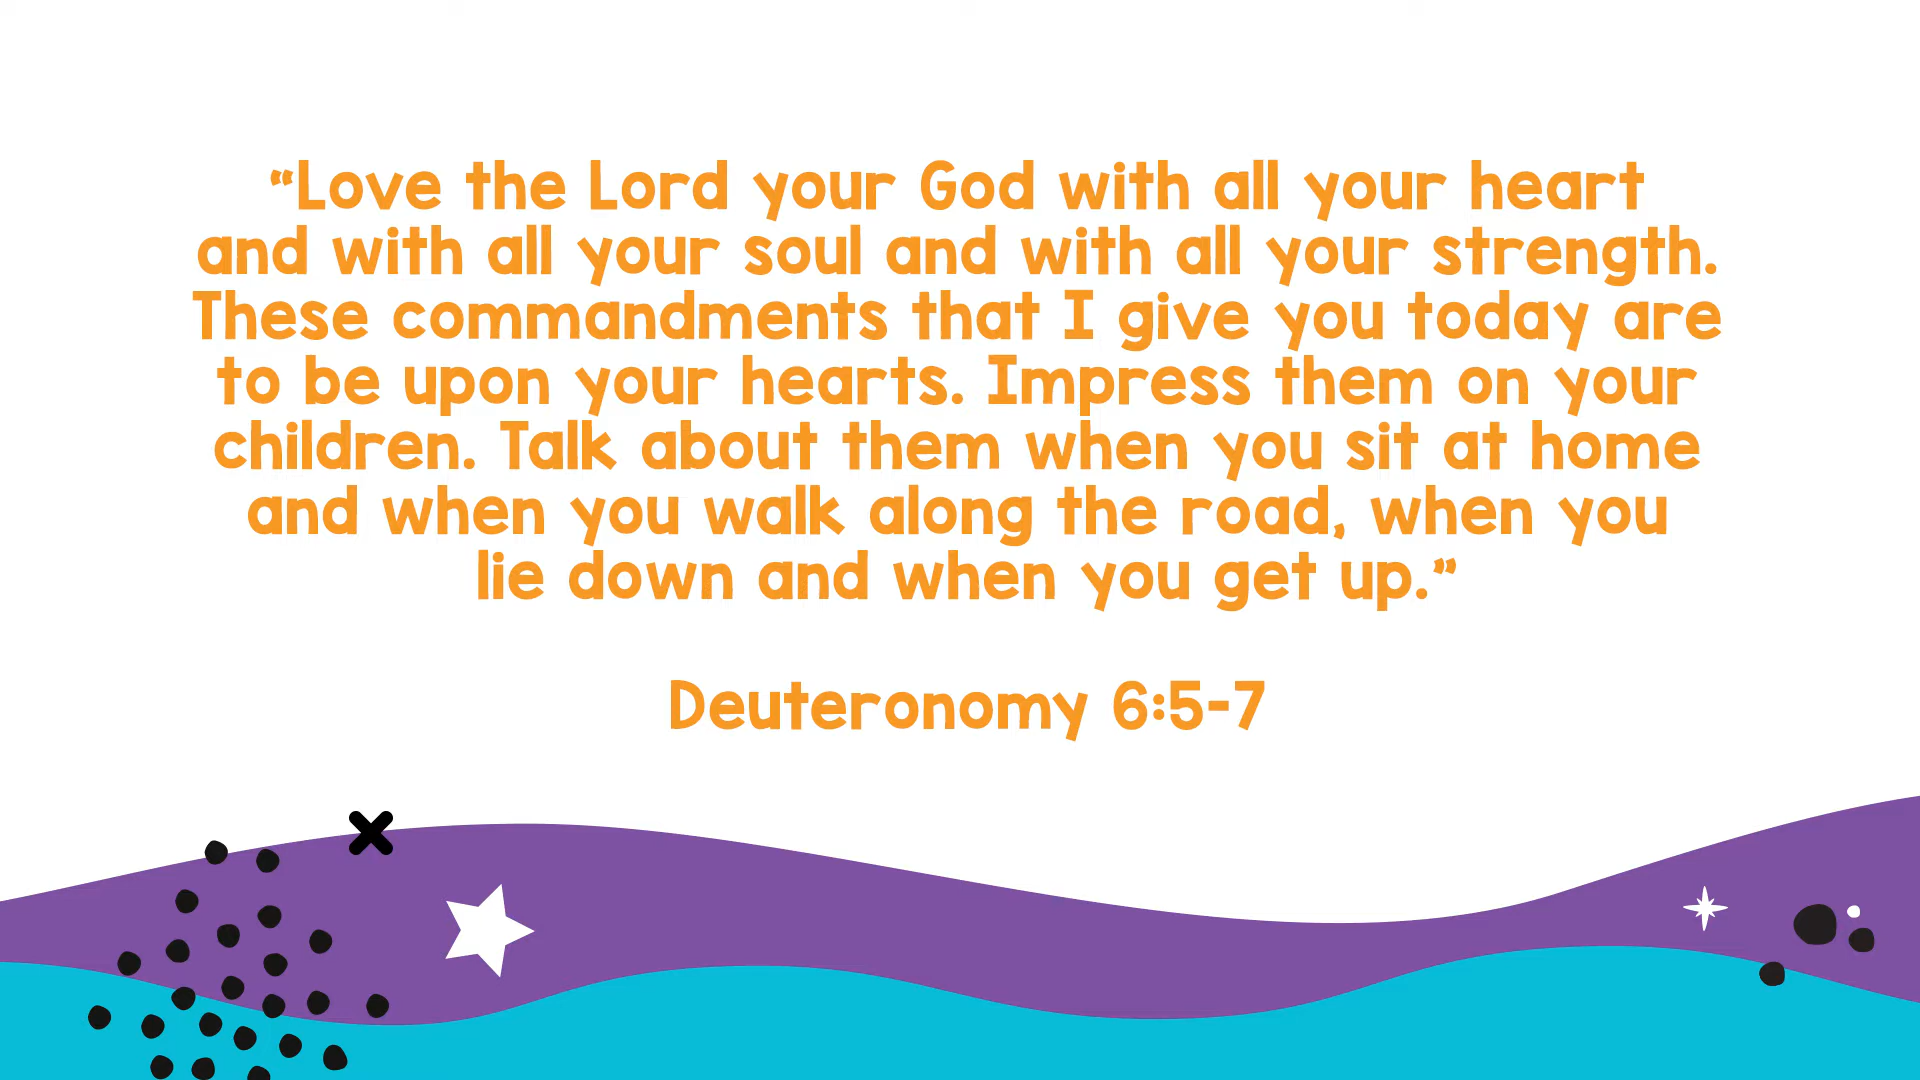 “Love the Lord your God with all your heart
and with all your soul and with all your strength.
These commandments that I give you today are
to be upon your hearts. Impress them on your
children. Talk about them when you sit at home
and when you walk along the road, when you
lie down and when you get up.”
Deuteronomy 6:5-7